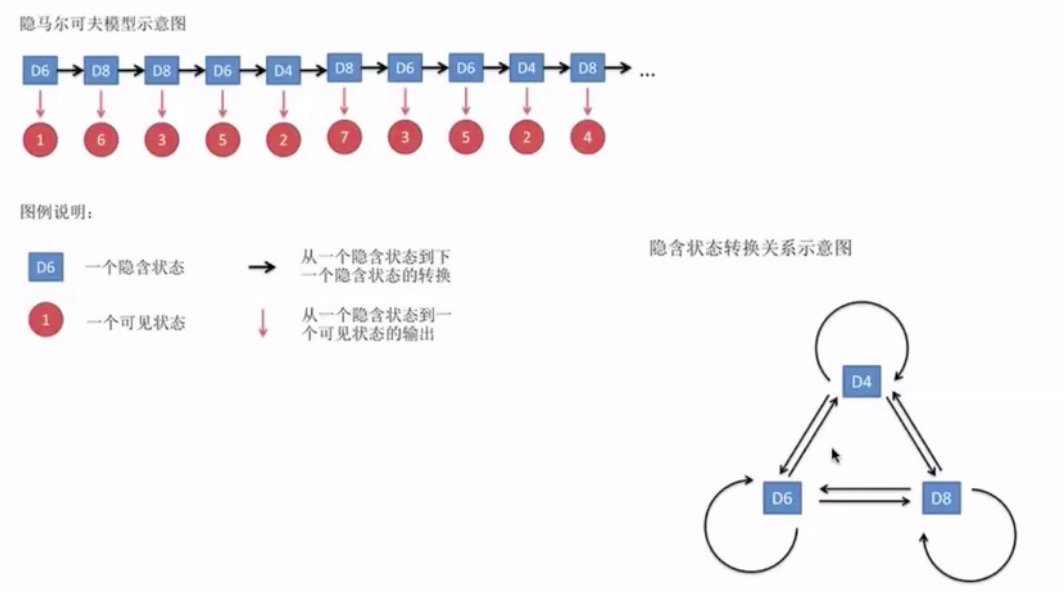 隐马尔可夫模型示意图
D6 D8 D8 D6 D4 D8 D6 D6 D4 D8 ...
1 6 3 5 2 7 3 5 2 4
图例说明：
D6 一个隐含状态
从一个隐含状态到下
一个隐含状态的转换
1 一个可见状态
从一个隐含状态到一
个可见状态的输出
隐含状态转换关系示意图
D4
D6 D8